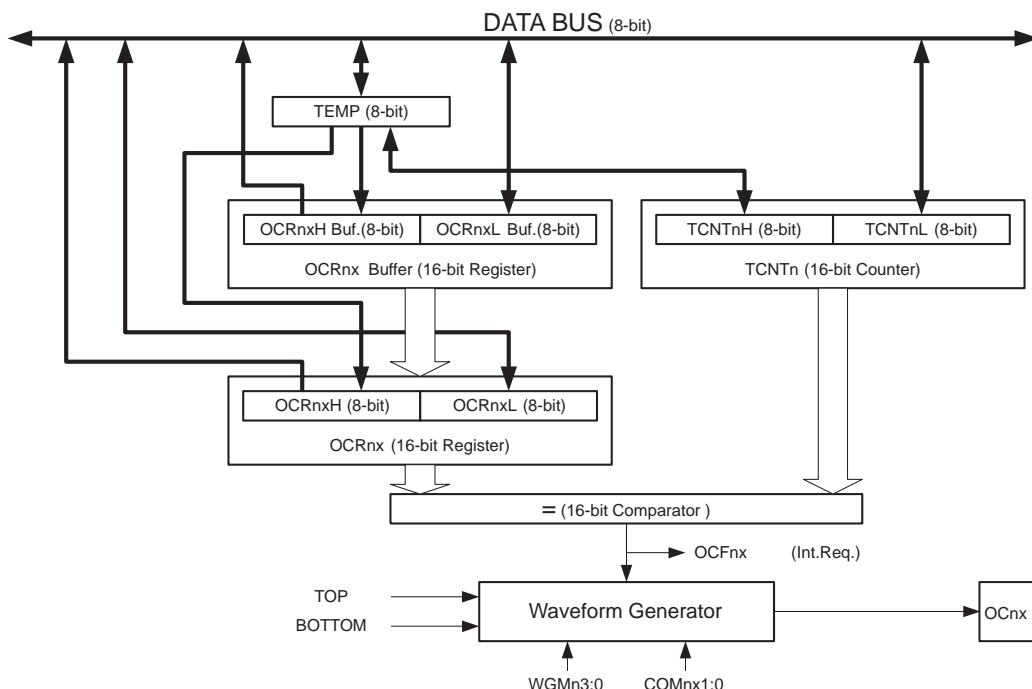 DATA BUS (8-bit)
TEMP (8-bit)
OCRnxH Buf.(8-bit) OCRnxL Buf.(8-bit)
OCRnx Buffer (16-bit Register)
TCNTnH (8-bit) TCNTnL (8-bit)
TCNTn (16-bit Counter)
OCRnxH (8-bit) OCRnxL (8-bit)
OCRnx (16-bit Register)
= (16-bit Comparator )
OCFnx (Int.Req.)
TOP
BOTTOM
Waveform Generator
OCnx
WGMn3:0 COMnx1:0